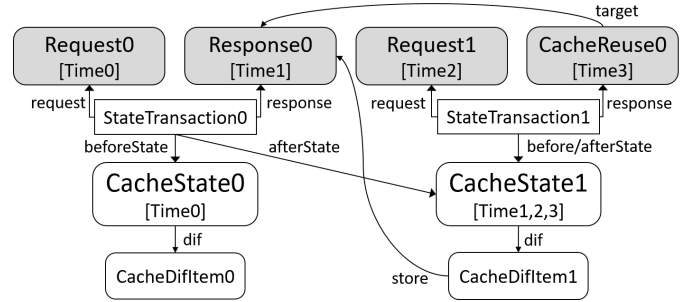 target
Request0
[Time0]
Response0
[Time1]
Request1
[Time2]
CacheReuse0
[Time3]
request
StateTransaction0
response
request
StateTransaction1
response
beforeState
afterState
before/afterState
CacheState0
[Time0]
CacheState1
[Time1,2,3]
dif
dif
CacheDifItem0
store
CacheDifItem1